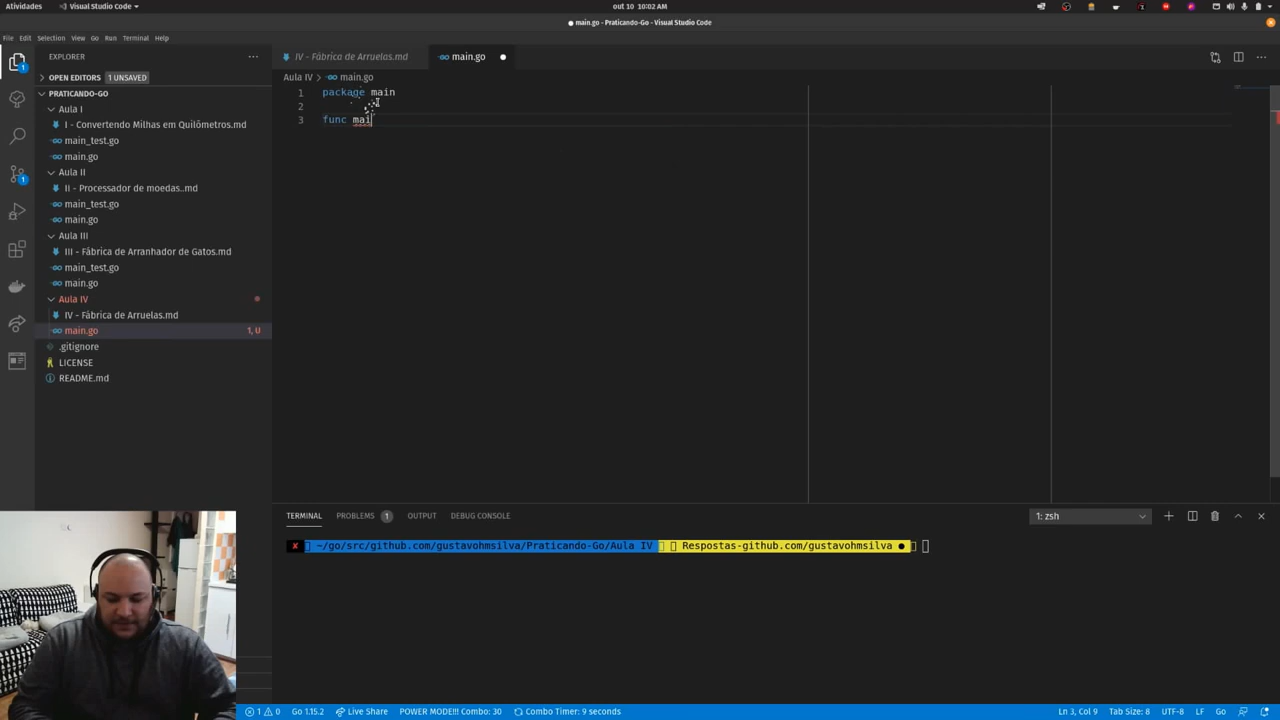 Atividades
Visual Studio Code
out 10 10:02 AM
● main.go - Praticando-Go - Visual Studio Code
File Edit Selection View Go Run Terminal Help
EXPLORER
IV - Fábrica de Arruelas.md
main.go
OPEN EDITORS 1 UNSAVED
Aula IV > main.go
PRATICANDO-GO
1 package main
2
3 func mai
Aula I
I - Convertendo Milhas em Quilômetros.md
main_test.go
main.go
Aula II
II - Processador de moedas..md
main_test.go
main.go
Aula III
III - Fábrica de Arranhador de Gatos.md
main_test.go
main.go
Aula IV
IV - Fábrica de Arruelas.md
main.go 1, U
.gitignore
LICENSE
README.md
TERMINAL PROBLEMS 1 OUTPUT DEBUG CONSOLE
1: zsh
~/go/src/github.com/gustavohmsilva/Praticando-Go/Aula IV Respostas-github.com/gustavohmsilva ●
1 0 Go 1.15.2 Live Share POWER MODE!!! Combo: 30 Combo Timer: 9 seconds
Ln 3, Col 9 Tab Size: 8 UTF-8 LF Go